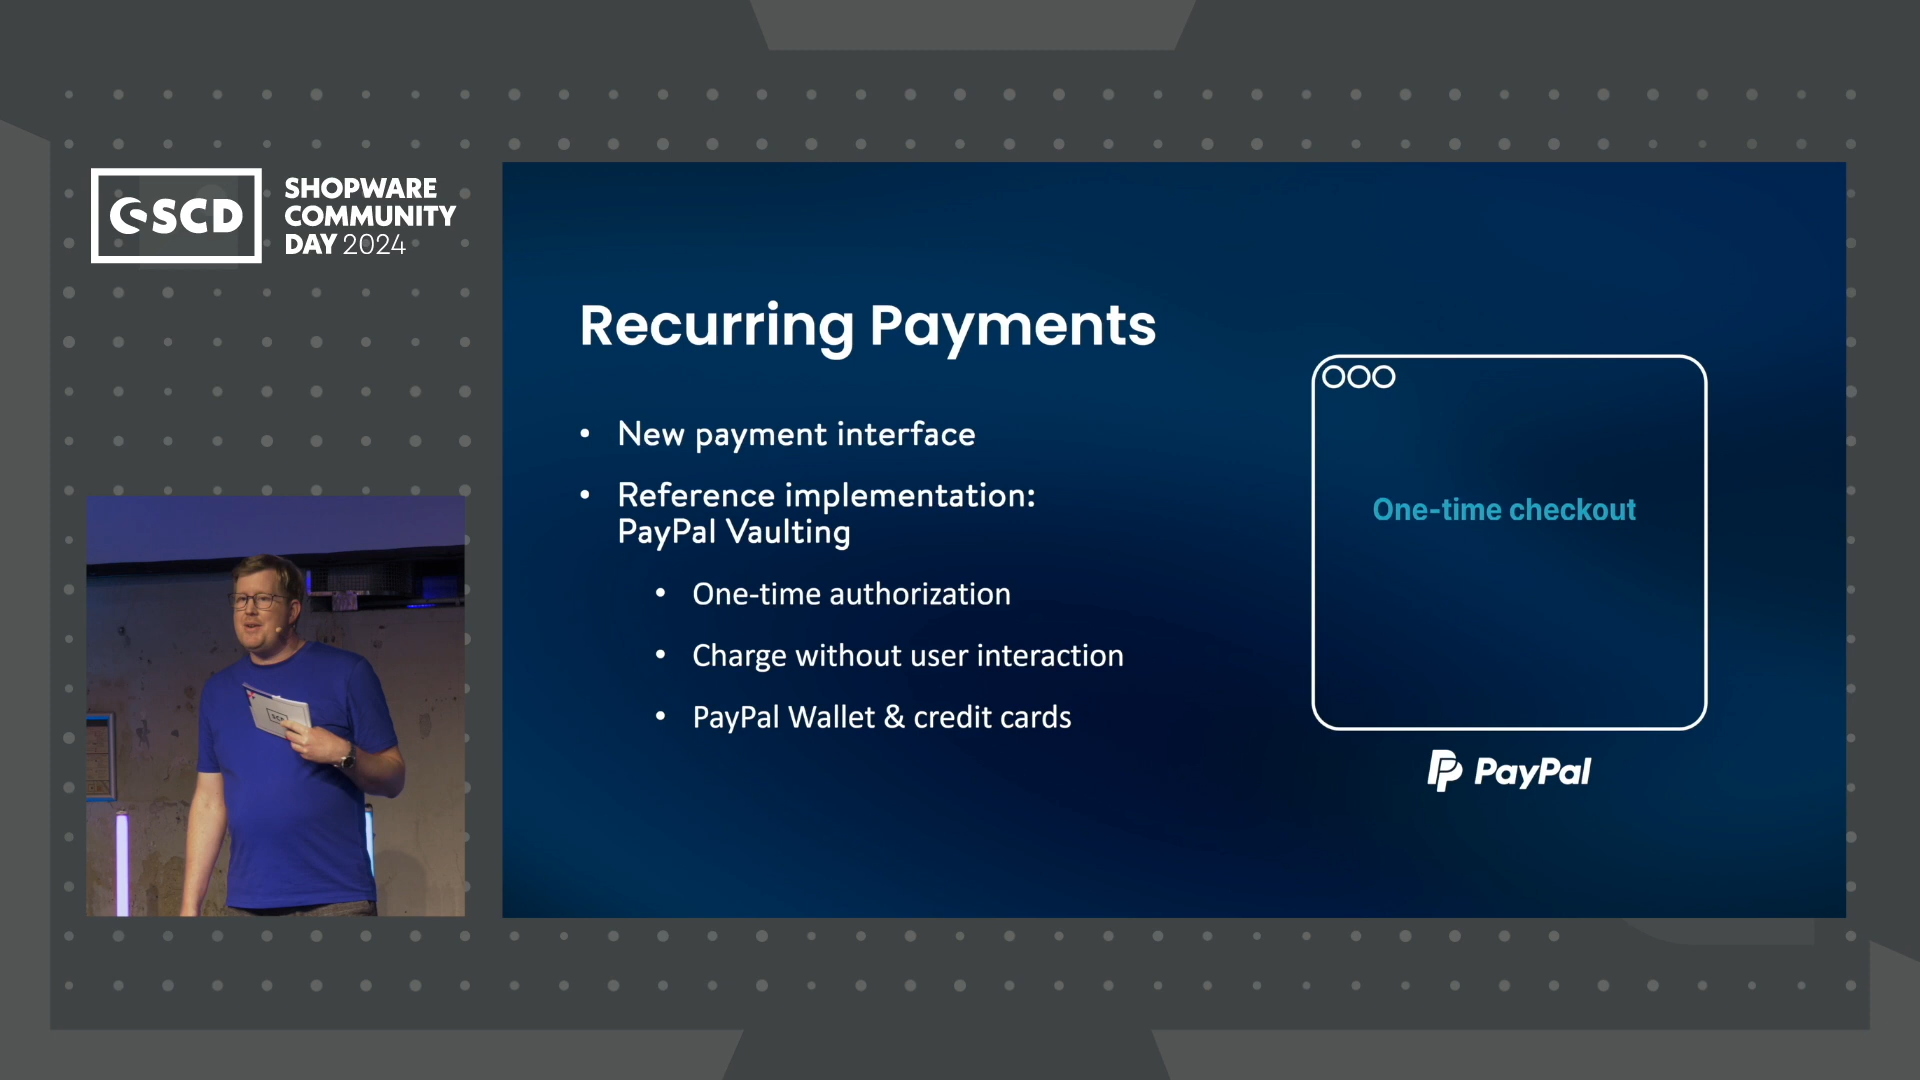 SCD
SHOPWARE
COMMUNITY
DAY 2024
Recurring Payments
• New payment interface
• Reference implementation:
PayPal Vaulting
• One-time authorization
• Charge without user interaction
• PayPal Wallet & credit cards
One-time checkout
PayPal
SCD